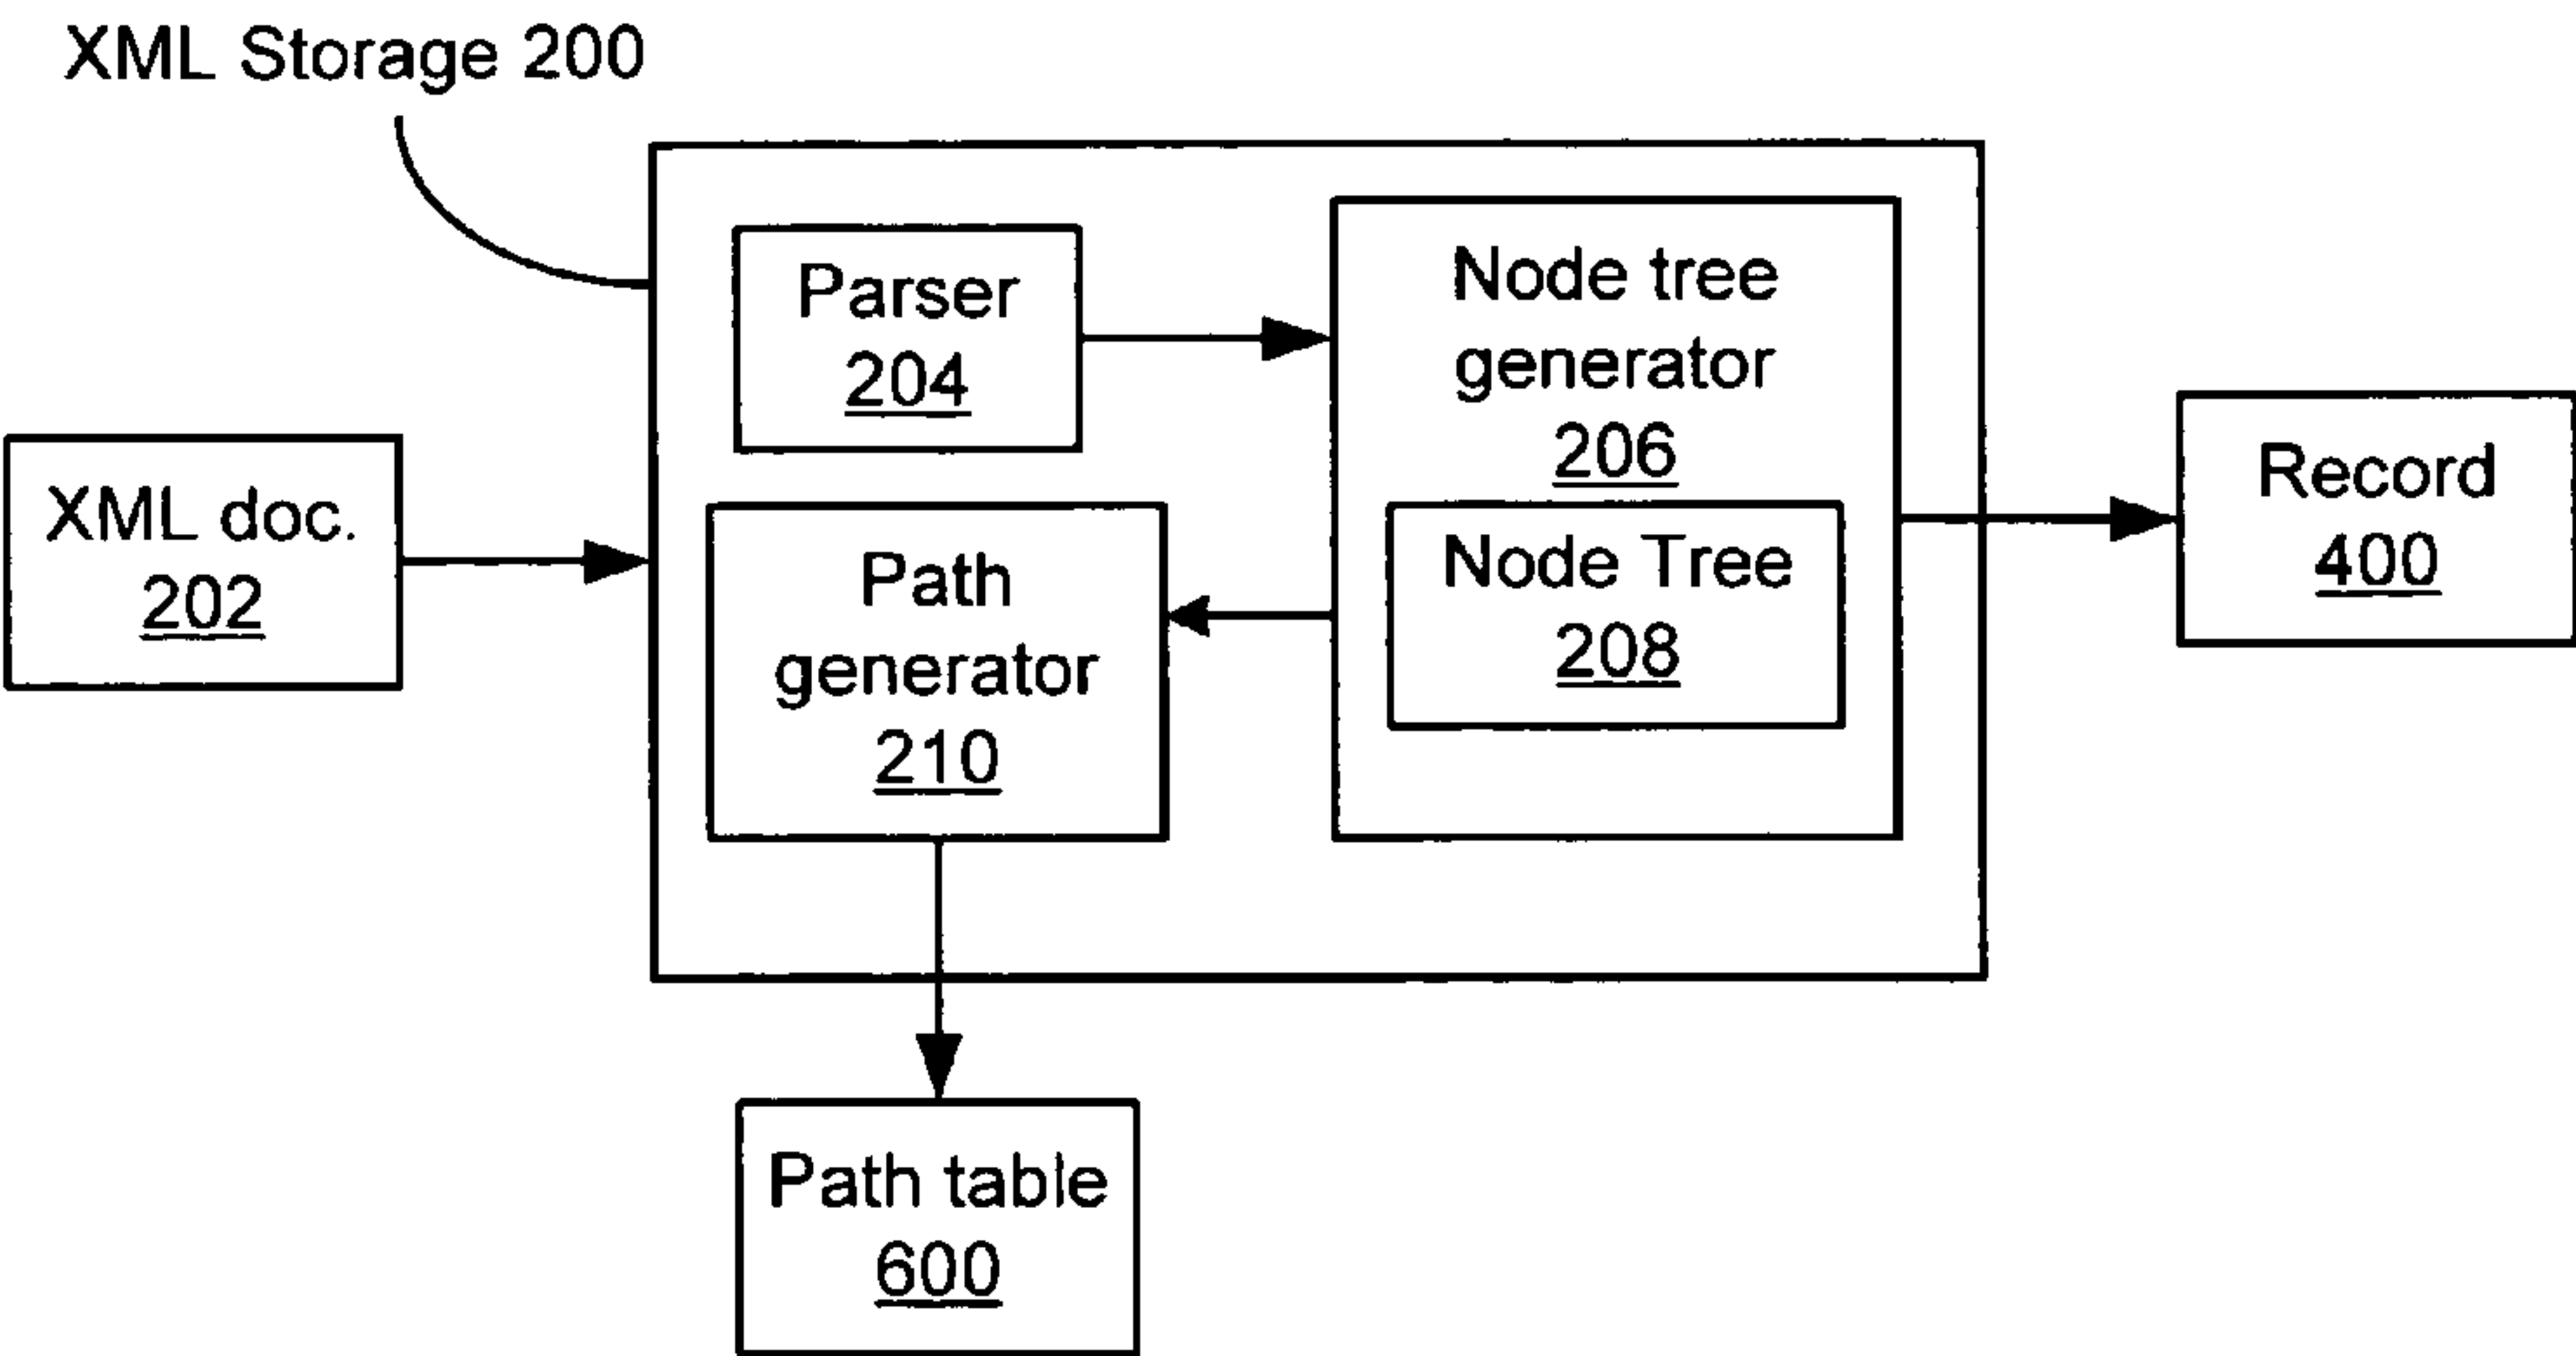 XML Storage 200
Parser
204
Node tree
generator
206
Node Tree
208
XML doc.
202
Path
generator
210
Record
400
Path table
600